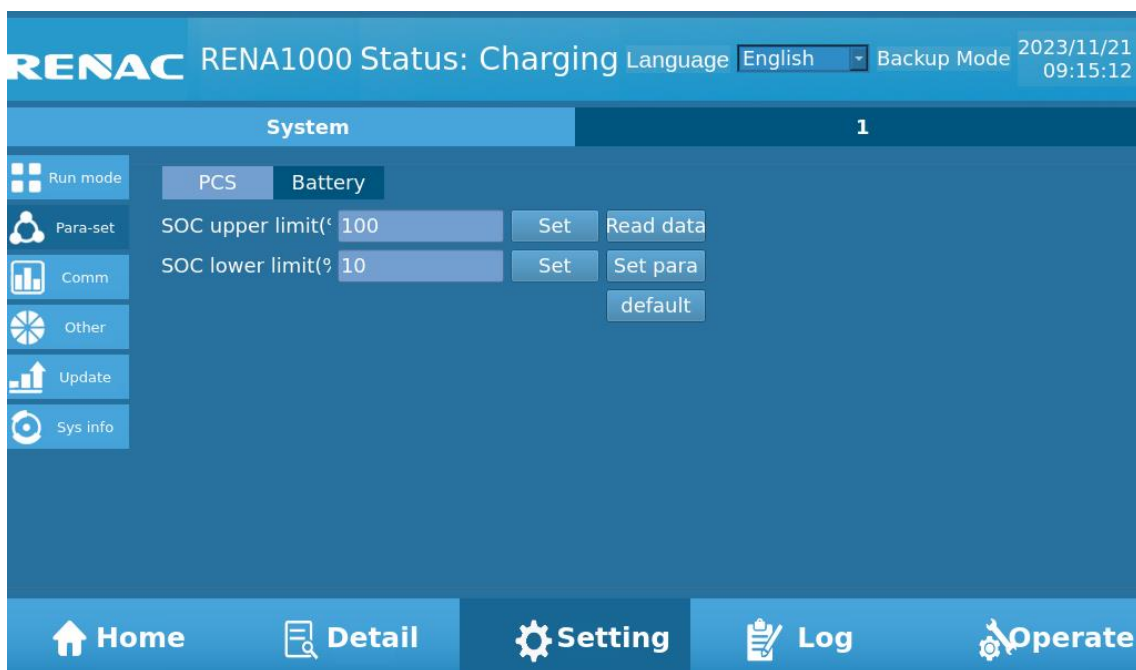 RENAC RENA1000 Status: Charging Language English Backup Mode 2023/11/21
09:15:12
System 1
Run mode
Para-set
Comm
Other
Update
Sys info
PCS Battery
SOC upper limit(% 100 Set Read data
SOC lower limit(% 10 Set Set para
default
Home Detail Setting Log Operate